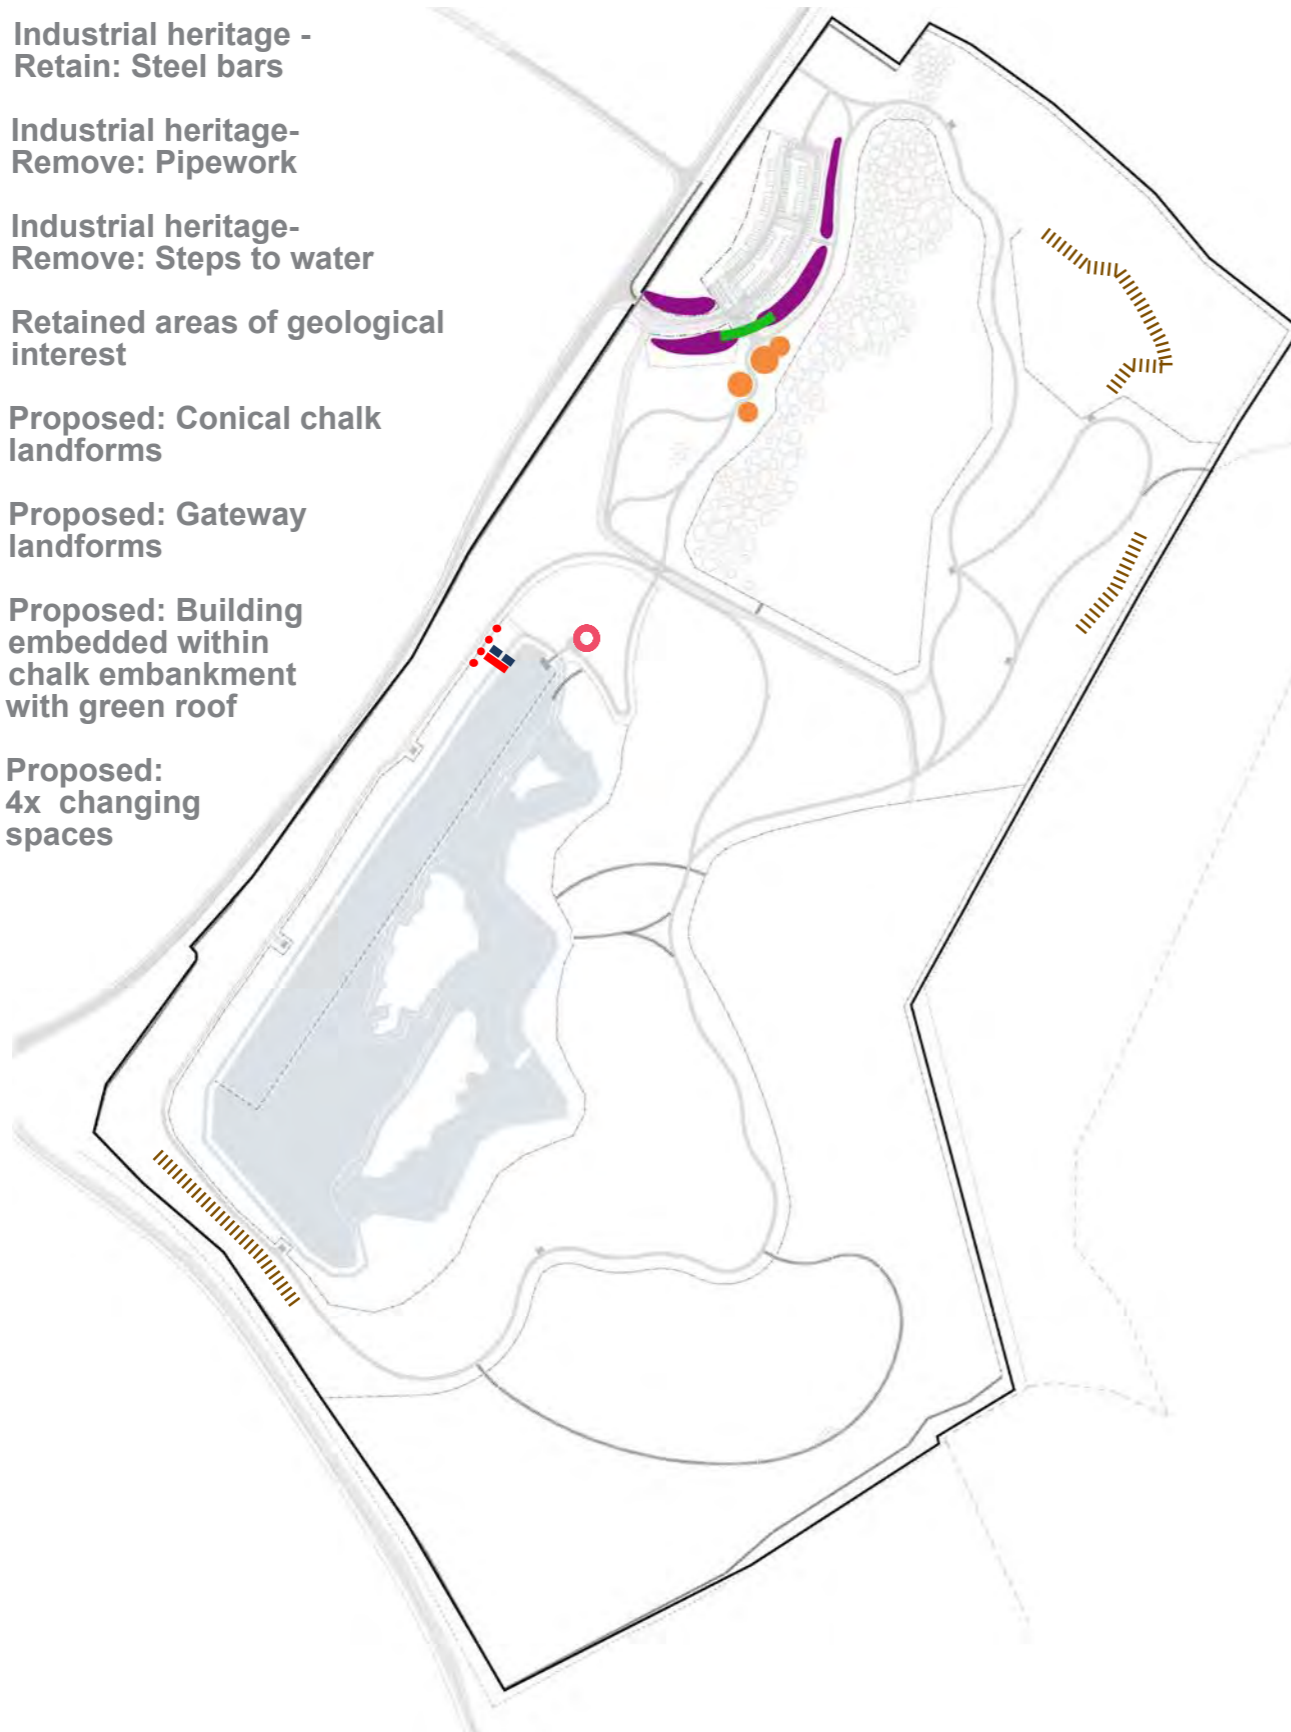 Industrial heritage -
Retain: Steel bars
Industrial heritage-
Remove: Pipework
Industrial heritage-
Remove: Steps to water
Retained areas of geological
interest
Proposed: Conical chalk
landforms
Proposed: Gateway
landforms
Proposed: Building
embedded within
chalk embankment
with green roof
Proposed:
4x changing
spaces